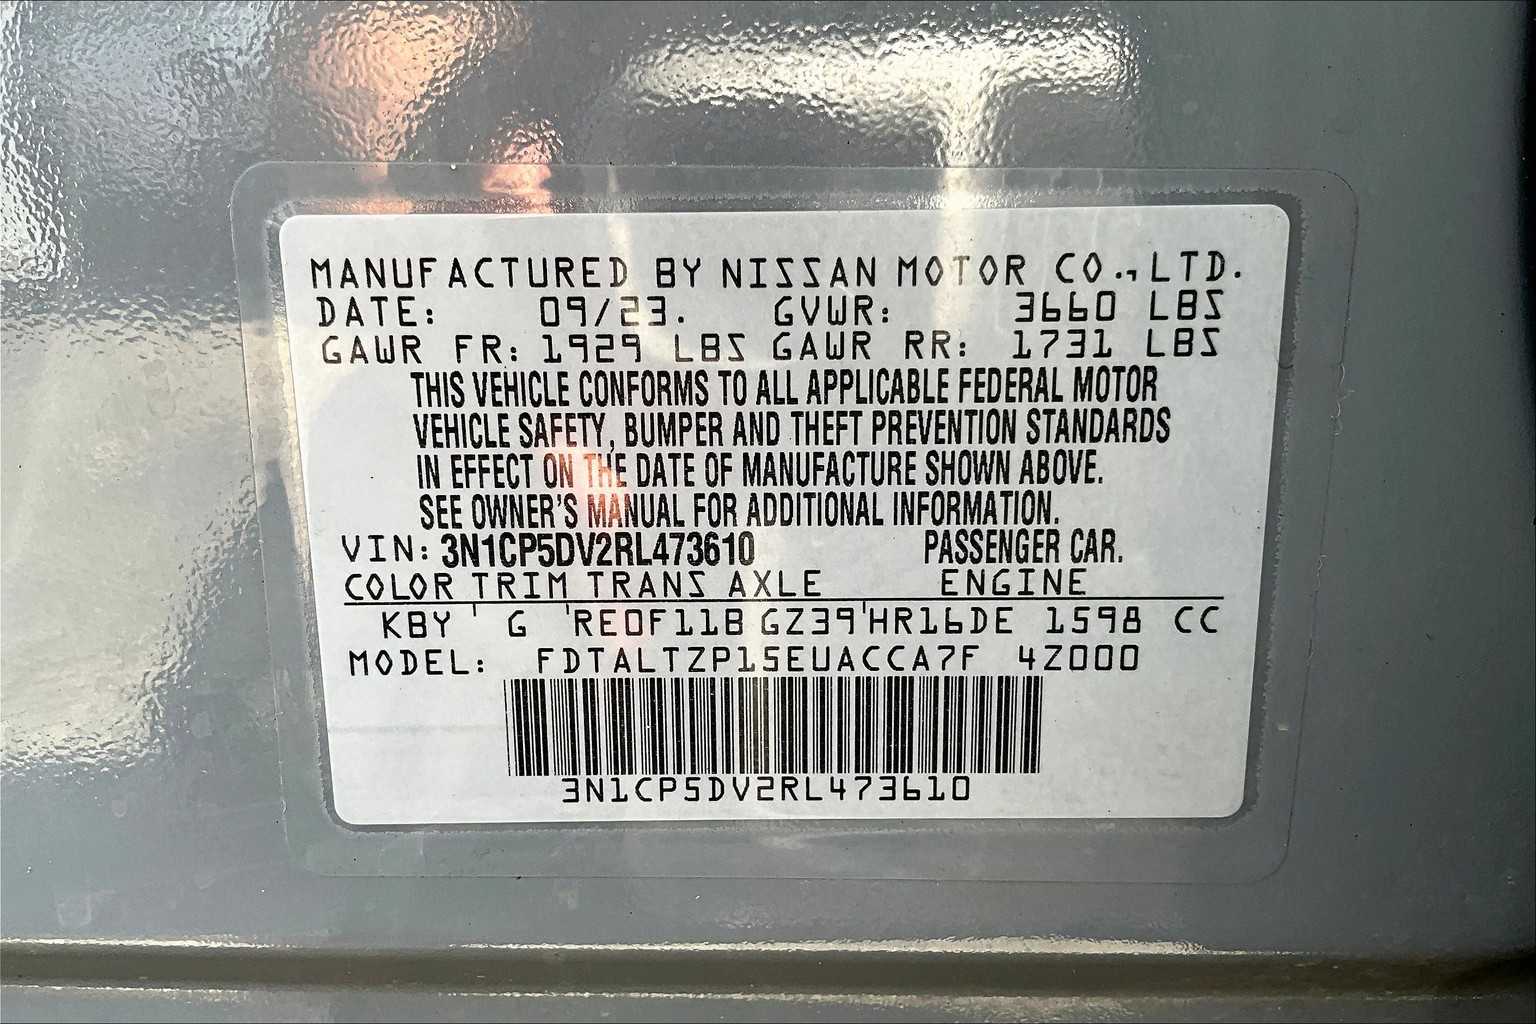 MANUFACTURED BY NISSAN MOTOR CO., LTD.
DATE: 09/23. GVWR: 3660 LBS
GAWR FR: 1929 LBS GAWR RR: 1731 LBS
THIS VEHICLE CONFORMS TO ALL APPLICABLE FEDERAL MOTOR
VEHICLE SAFETY, BUMPER AND THEFT PREVENTION STANDARDS
IN EFFECT ON THE DATE OF MANUFACTURE SHOWN ABOVE.
SEE OWNER'S MANUAL FOR ADDITIONAL INFORMATION.
VIN: 3N1CP5DV2RL473610 PASSENGER CAR.
COLOR TRIM TRANS AXLE ENGINE
KBY ' G 'RE0F11B GZ39'HR16DE 1598 CC
MODEL: FDTALTZP15EUACCA7F 4Z000
3N1CP5DV2RL473610